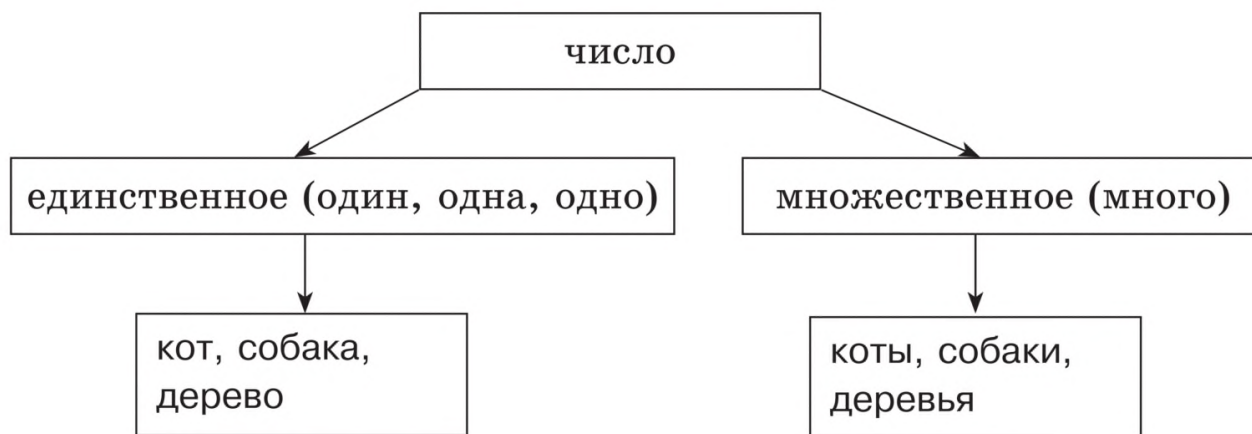 число
единственное (один, одна, одно)
множественное (много)
кот, собака,
дерево
коты, собаки,
деревья